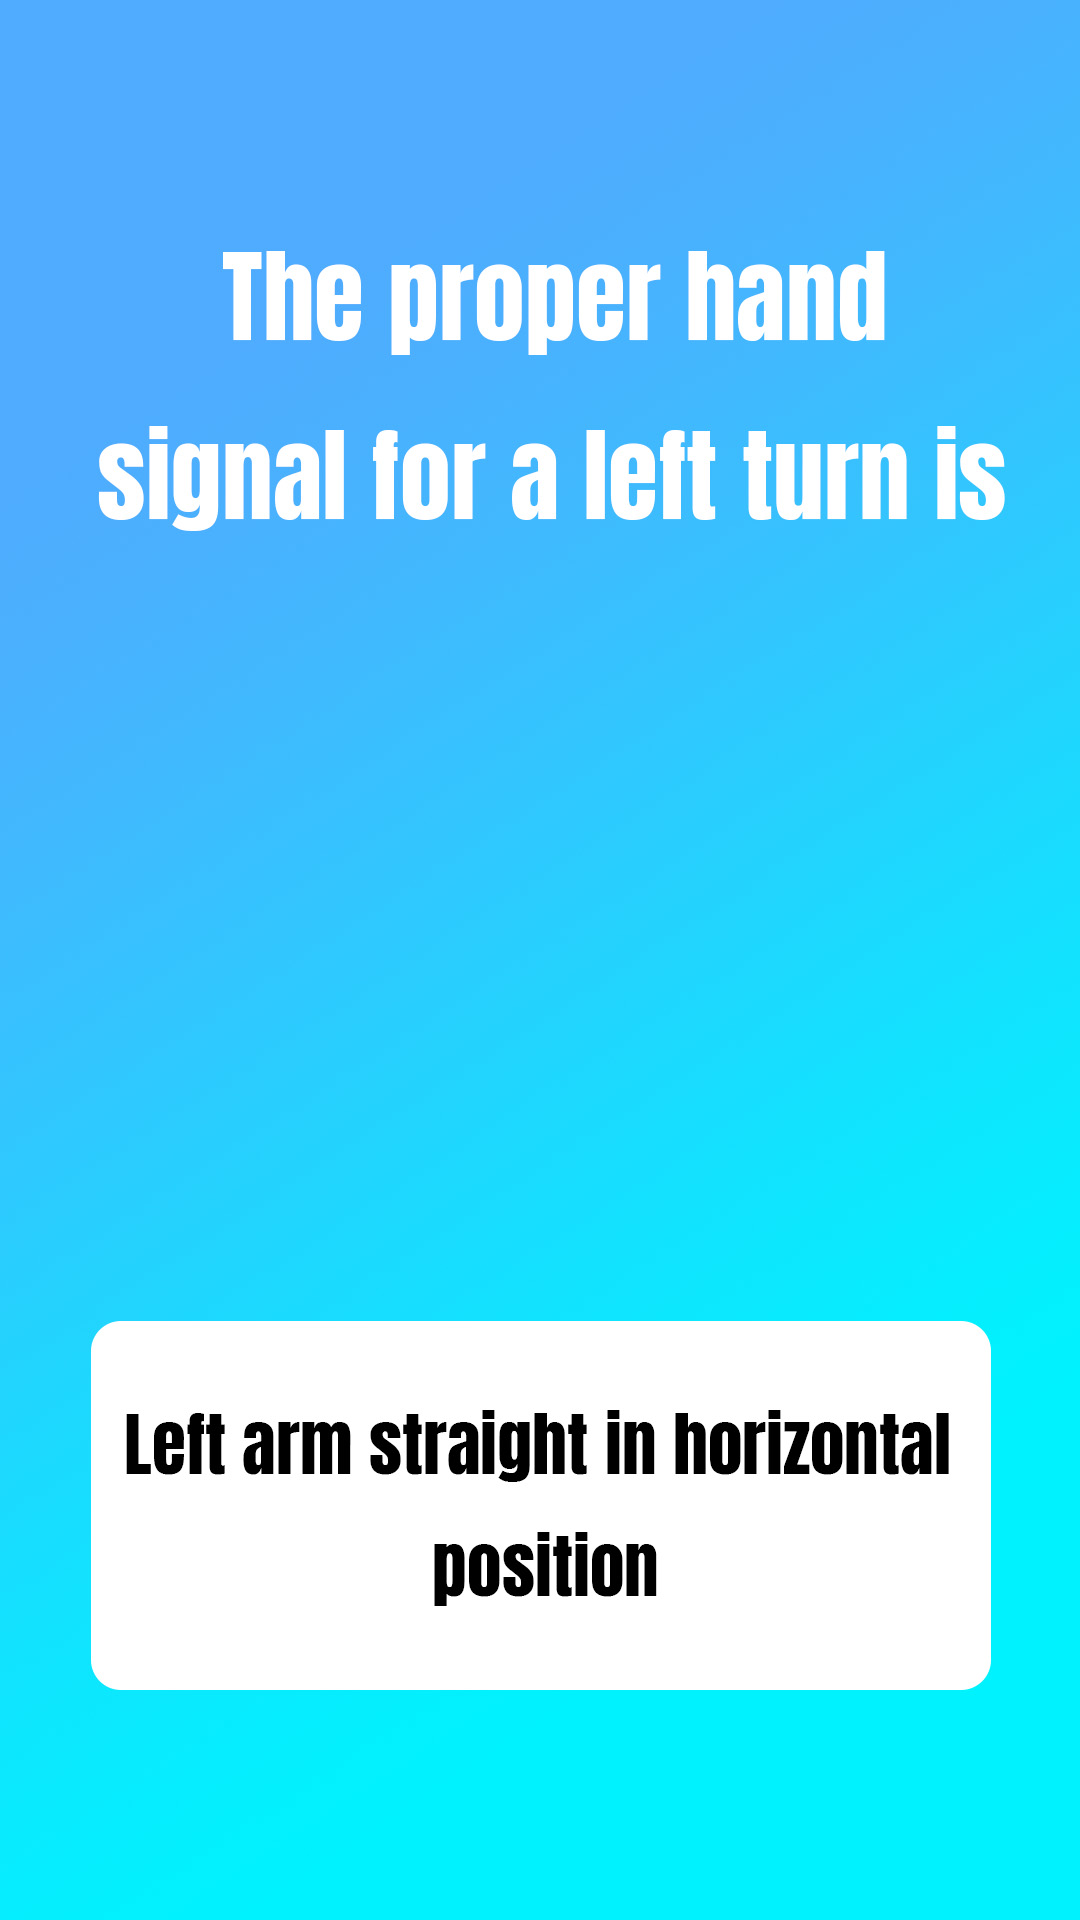 The proper hand
signal for a left turn is
Left arm straight in horizontal
position